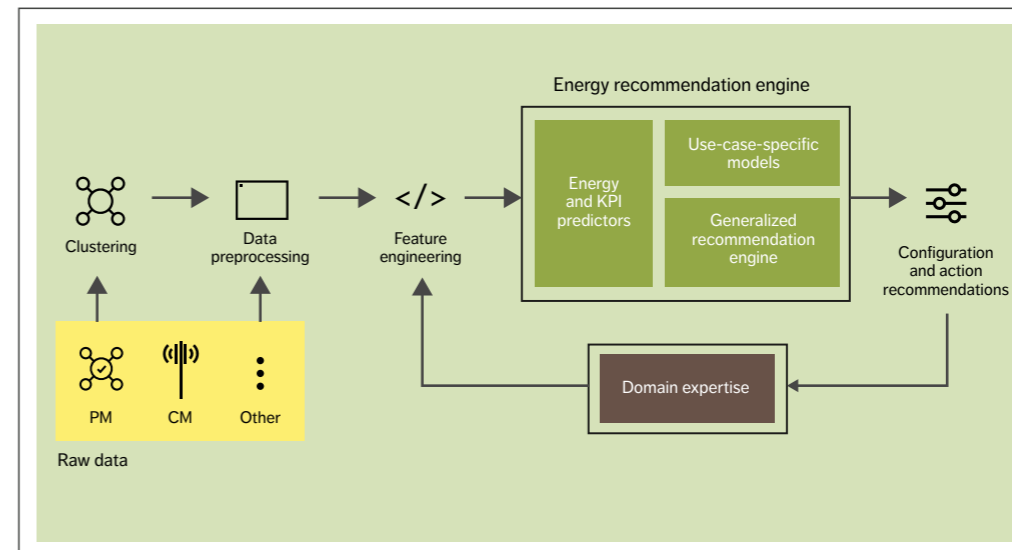 Energy recommendation engine
Clustering
Data
preprocessing
</>
Feature
engineering
Energy
and KPI
predictors
Use-case-specific
models
Generalized
recommendation
engine
Configuration
and action
recommendations
PM
CM
Other
Raw data
Domain expertise